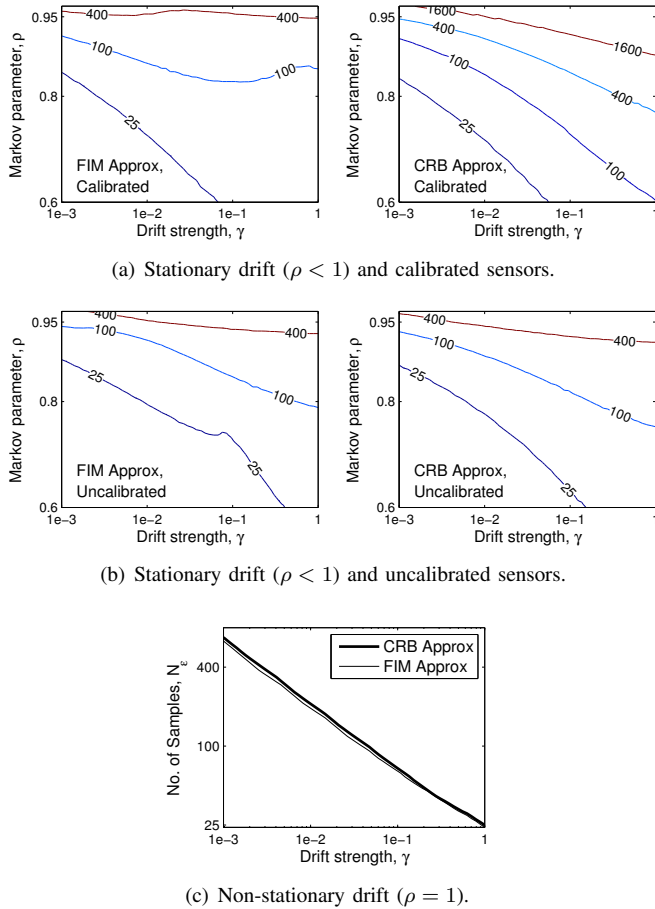 0.95
0.8
0.6
Markov parameter, ρ
400
400
100
100
25
FIM Approx,
Calibrated
1e−3
1e−2
1e−1
1
Drift strength, γ
0.95
0.8
0.6
Markov parameter, ρ
1600
1600
400
400
100
100
25
CRB Approx,
Calibrated
1e−3
1e−2
1e−1
1
Drift strength, γ
(a) Stationary drift (ρ < 1) and calibrated sensors.
0.95
0.8
0.6
Markov parameter, ρ
400
400
100
100
25
25
FIM Approx,
Uncalibrated
1e−3
1e−2
1e−1
1
Drift strength, γ
0.95
0.8
0.6
Markov parameter, ρ
400
400
100
100
25
25
CRB Approx,
Uncalibrated
1e−3
1e−2
1e−1
1
Drift strength, γ
(b) Stationary drift (ρ < 1) and uncalibrated sensors.
No. of Samples, Nε
400
100
25
CRB Approx
FIM Approx
1e−3
1e−2
1e−1
1
Drift strength, γ
(c) Non-stationary drift (ρ = 1).